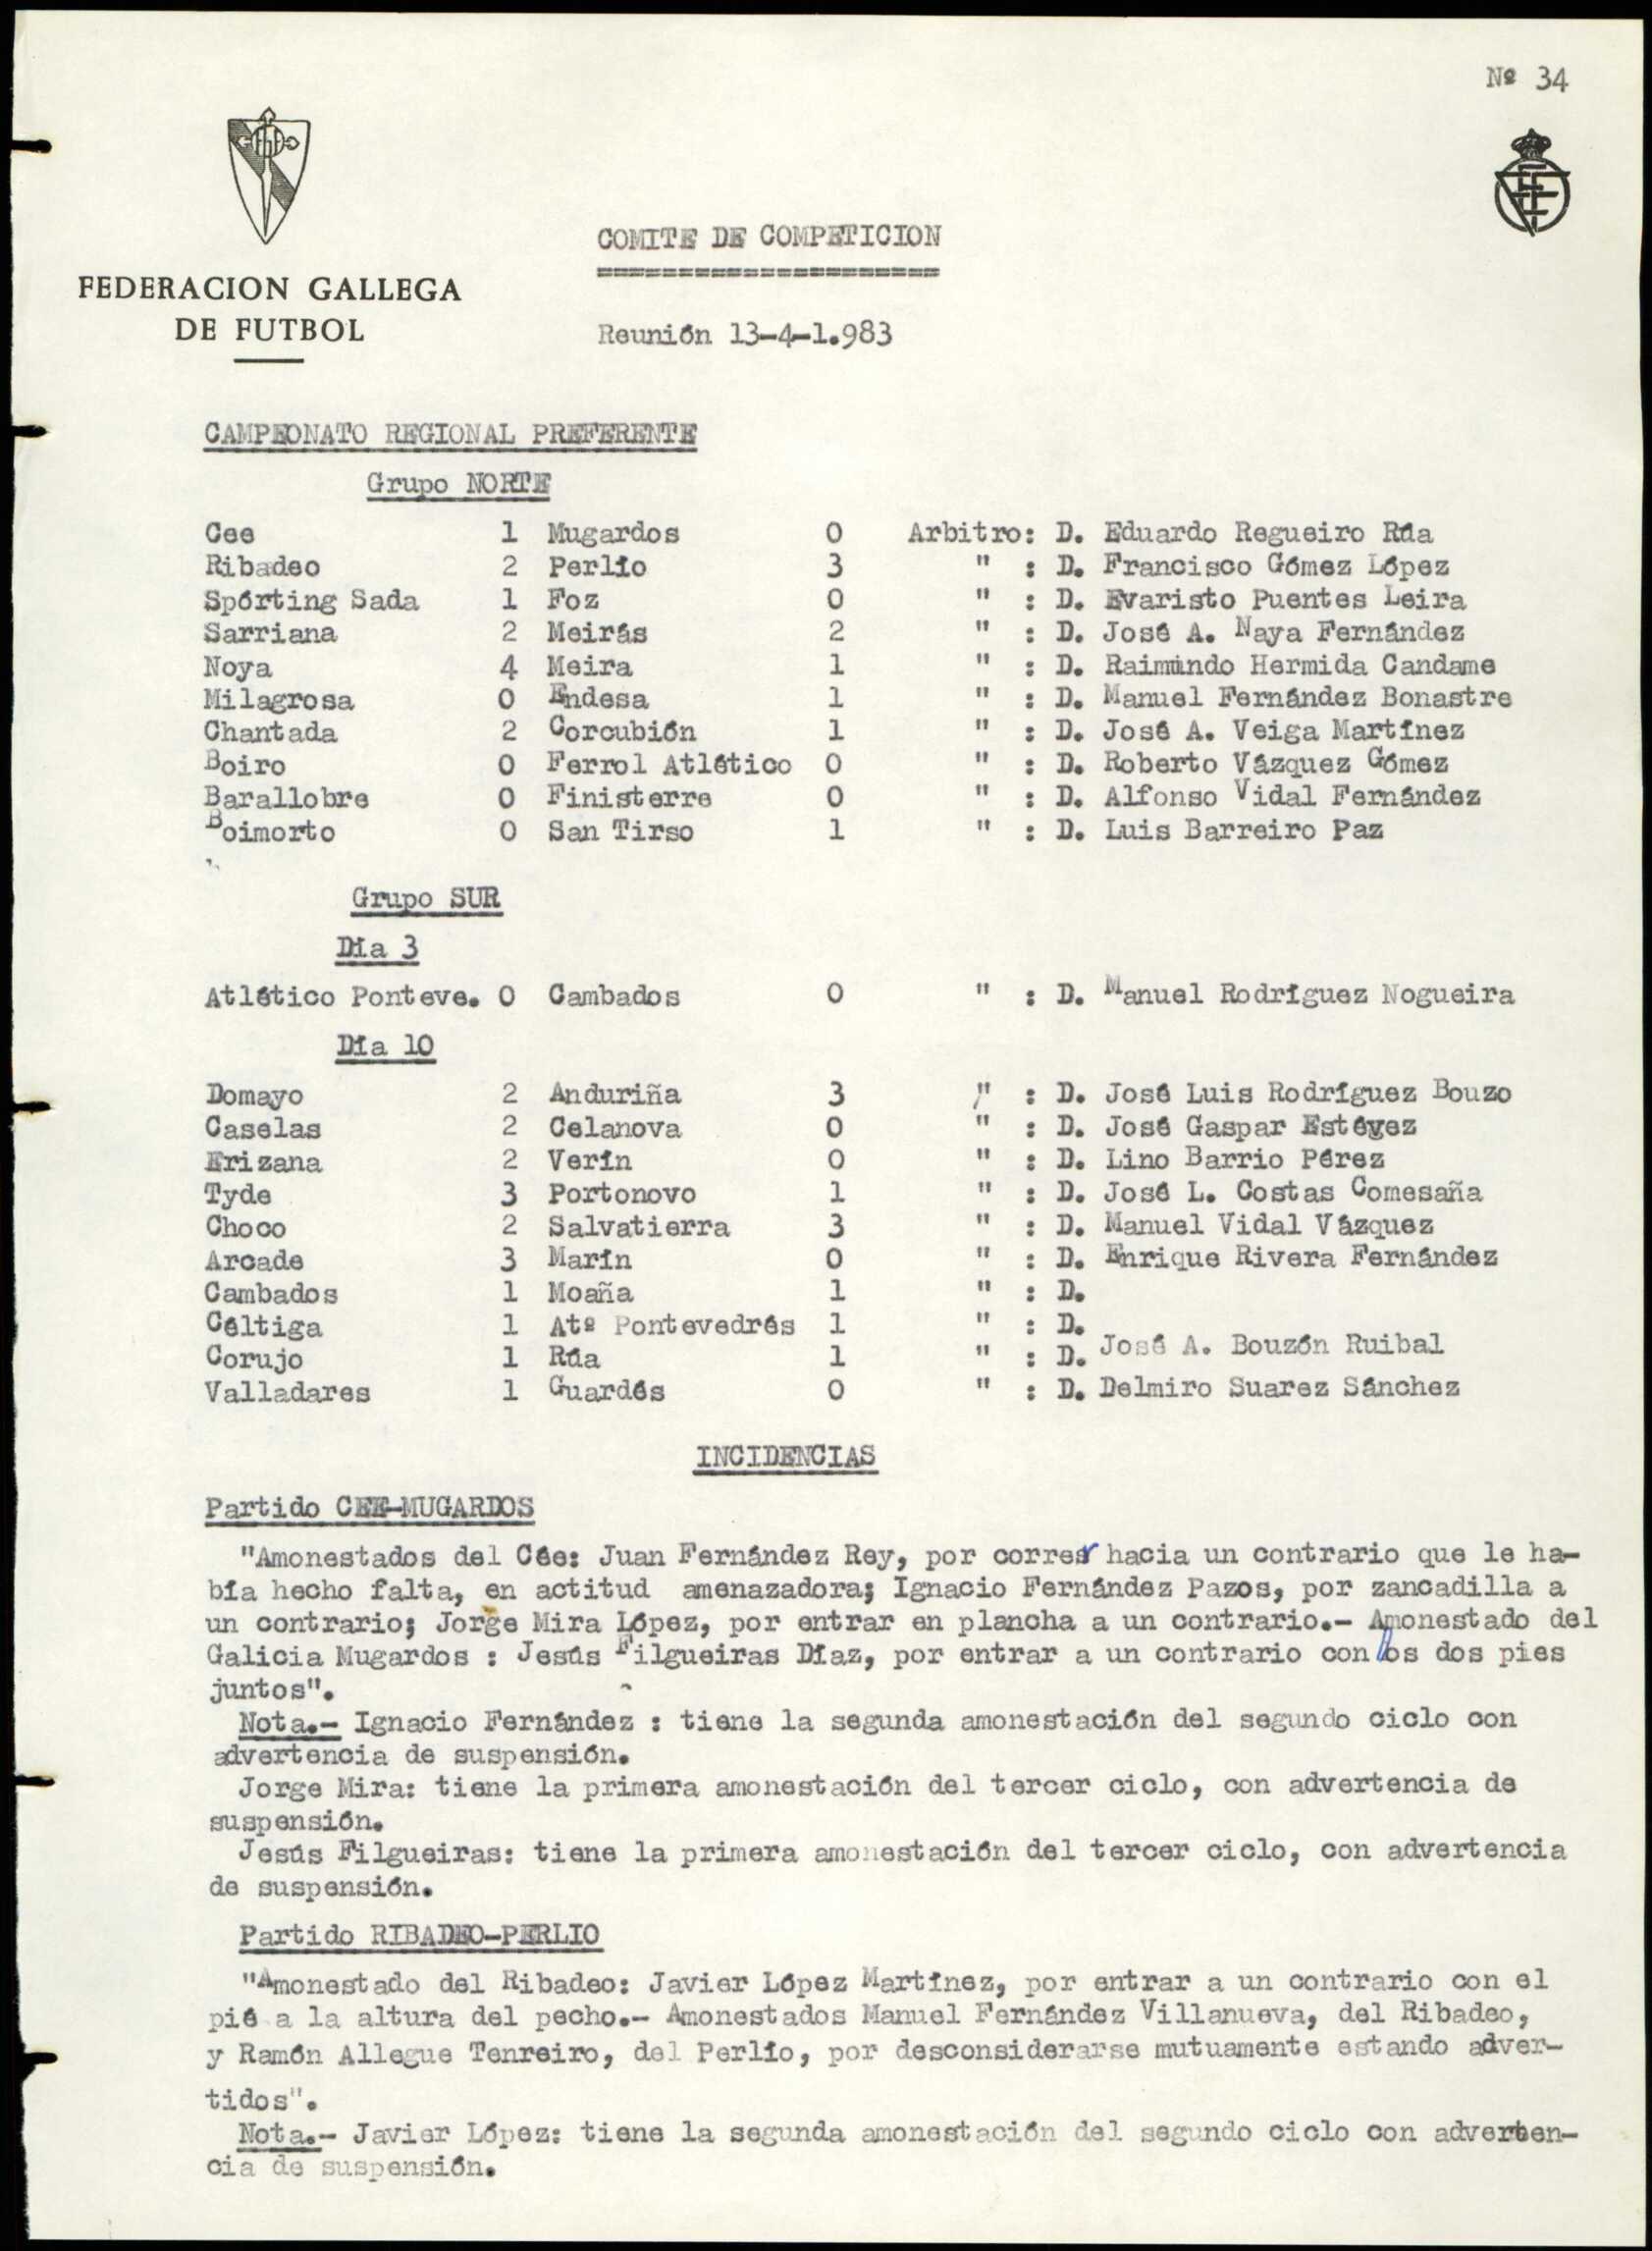 Nº 34
COMITE DE COMPETICION
=====================
FEDERACION GALLEGA
DE FUTBOL
Reunión 13-4-1.983
CAMPEONATO REGIONAL PREFERENTE
Grupo NORTE
Cee 1 Mugardos 0 Arbitro: D. Eduardo Regueiro Rúa
Ribadeo 2 Perlío 3 " : D. Francisco Gómez López
Spórting Sada 1 Foz 0 " : D. Evaristo Puentes Leira
Sarriana 2 Meirás 2 " : D. José A. Naya Fernández
Noya 4 Meira 1 " : D. Raimundo Hermida Candame
Milagrosa 0 Endesa 1 " : D. Manuel Fernández Bonastre
Chantada 2 Corcubión 1 " : D. José A. Veiga Martínez
Boiro 0 Ferrol Atlético 0 " : D. Roberto Vázquez Gómez
Barallobre 0 Finisterre 0 " : D. Alfonso Vidal Fernández
Boimorto 0 San Tirso 1 " : D. Luis Barreiro Paz
Grupo SUR
Día 3
Atlético Ponteve. 0 Cambados 0 " : D. Manuel Rodríguez Nogueira
Día 10
Domayo 2 Anduriña 3 " : D. José Luis Rodríguez Bouzo
Caselas 2 Celanova 0 " : D. José Gaspar Estévez
Erizana 2 Verín 0 " : D. Lino Barrio Pérez
Tyde 3 Portonovo 1 " : D. José L. Costas Comesaña
Choco 2 Salvatierra 3 " : D. Manuel Vidal Vázquez
Arcade 3 Marín 0 " : D. Enrique Rivera Fernández
Cambados 1 Moaña 1 " : D.
Céltiga 1 Atº Pontevedrés 1 " : D.
Corujo 1 Rúa 1 " : D. José A. Bouzón Ruibal
Valladares 1 Guardés 0 " : D. Delmiro Suarez Sánchez
INCIDENCIAS
Partido CEE-MUGARDOS
"Amonestados del Cée: Juan Fernández Rey, por correr hacia un contrario que le ha-
bía hecho falta, en actitud amenazadora; Ignacio Fernández Pazos, por zancadilla a
un contrario; Jorge Mira López, por entrar en plancha a un contrario.- Amonestado del
Galicia Mugardos : Jesús Filgueiras Díaz, por entrar a un contrario con los dos pies
juntos".
Nota.- Ignacio Fernández : tiene la segunda amonestación del segundo ciclo con
advertencia de suspensión.
Jorge Mira: tiene la primera amonestación del tercer ciclo, con advertencia de
suspensión.
Jesús Filgueiras: tiene la primera amonestación del tercer ciclo, con advertencia
de suspensión.
Partido RIBADEO-PERLIO
"Amonestado del Ribadeo: Javier López Martínez, por entrar a un contrario con el
pié a la altura del pecho.- Amonestados Manuel Fernández Villanueva, del Ribadeo,
y Ramón Allegue Tenreiro, del Perlío, por desconsiderarse mutuamente estando adver-
tidos".
Nota.- Javier López: tiene la segunda amonestación del segundo ciclo con adverten-
cia de suspensión.